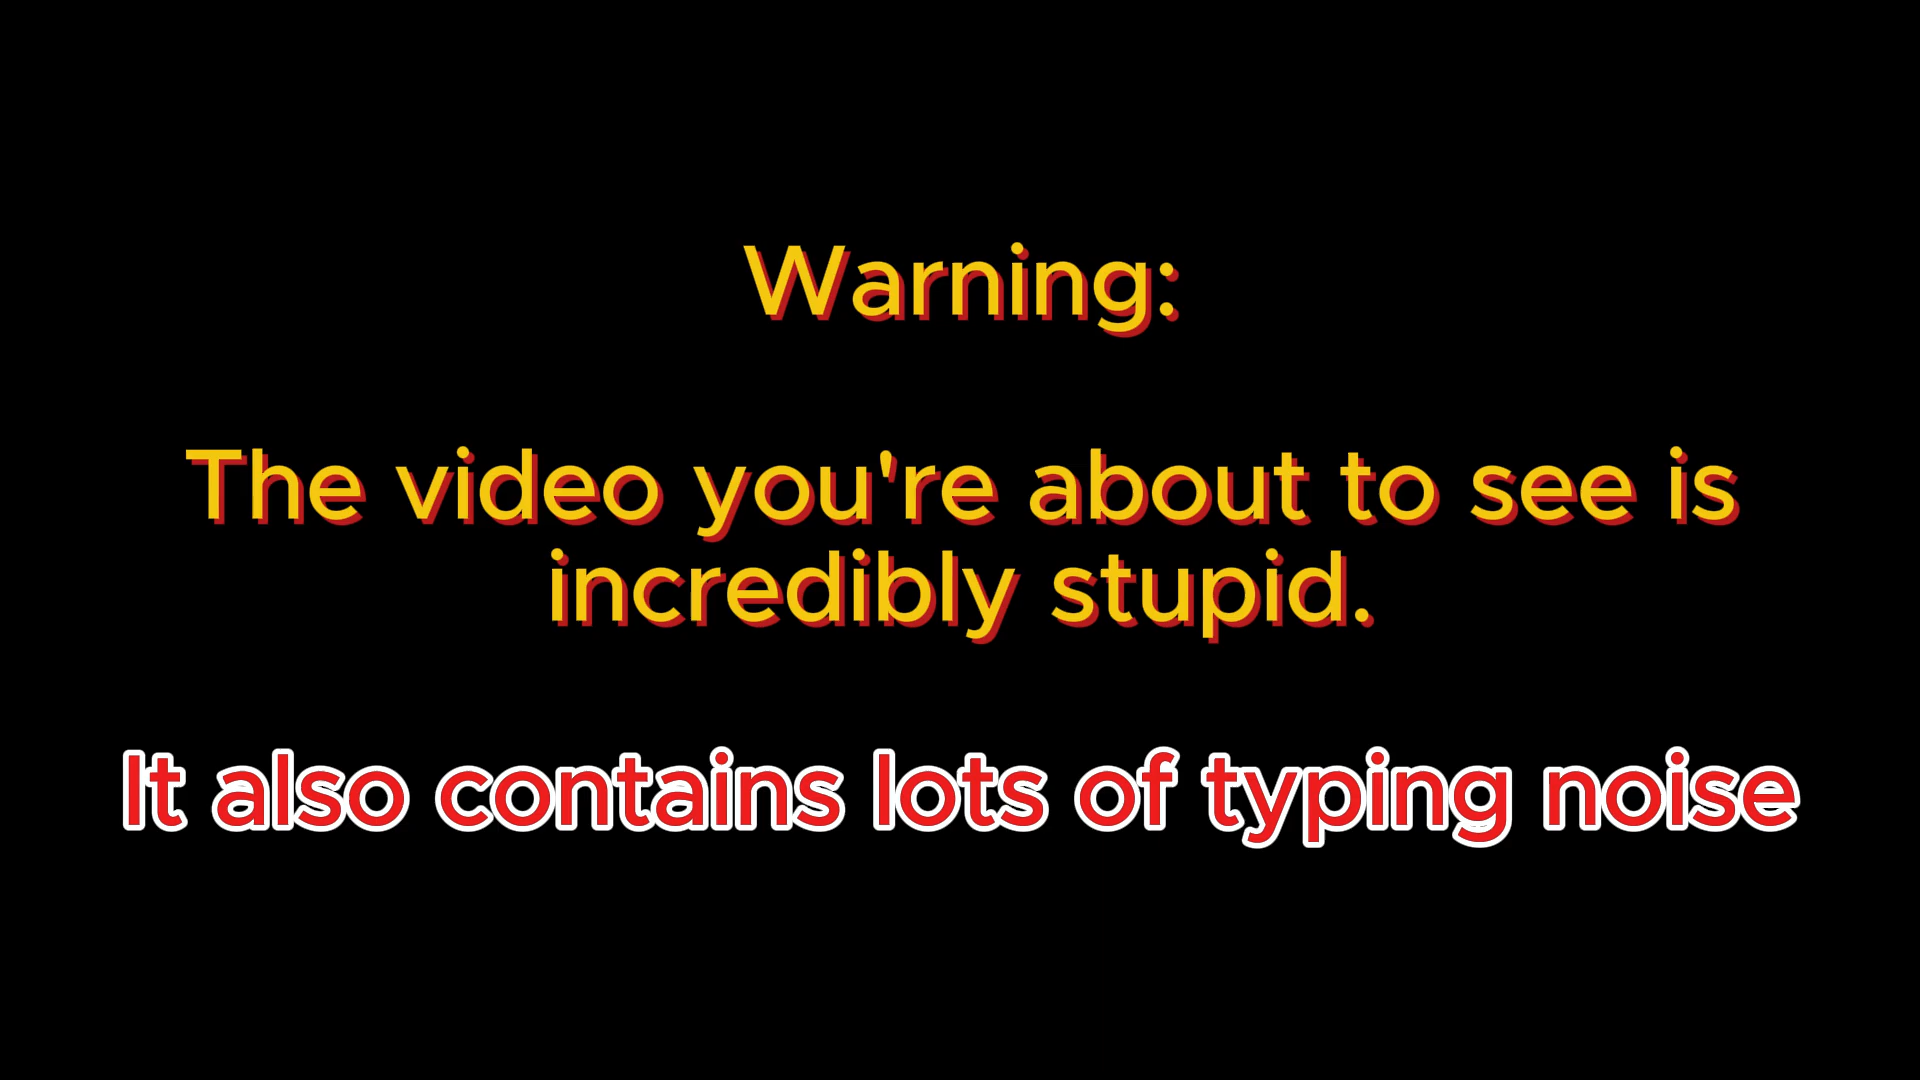 Warning:
The video you're about to see is
incredibly stupid.
It also contains lots of typing noise